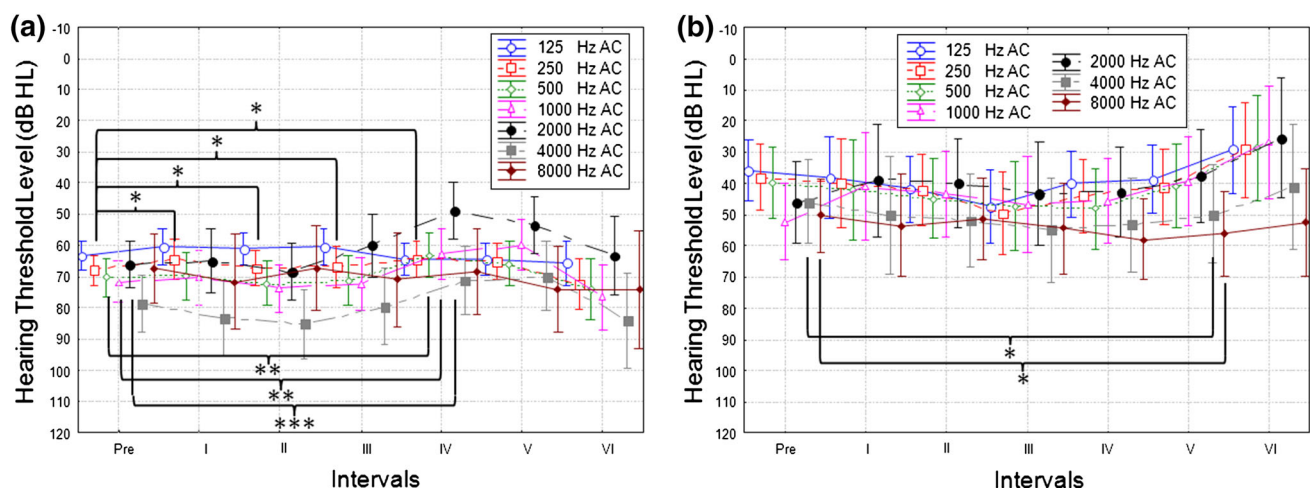 (a)
Hearing Threshold Level (dB HL)
-10
0
10
20
30
40
50
60
70
80
90
100
110
120
125 Hz AC
250 Hz AC
500 Hz AC
1000 Hz AC
2000 Hz AC
4000 Hz AC
8000 Hz AC
*
*
*
*
**
**
***
Pre I II III IV V VI
Intervals
(b)
Hearing Threshold Level (dB HL)
-10
0
10
20
30
40
50
60
70
80
90
100
110
120
125 Hz AC
250 Hz AC
500 Hz AC
1000 Hz AC
2000 Hz AC
4000 Hz AC
8000 Hz AC
*
*
Pre I II III IV V VI
Intervals